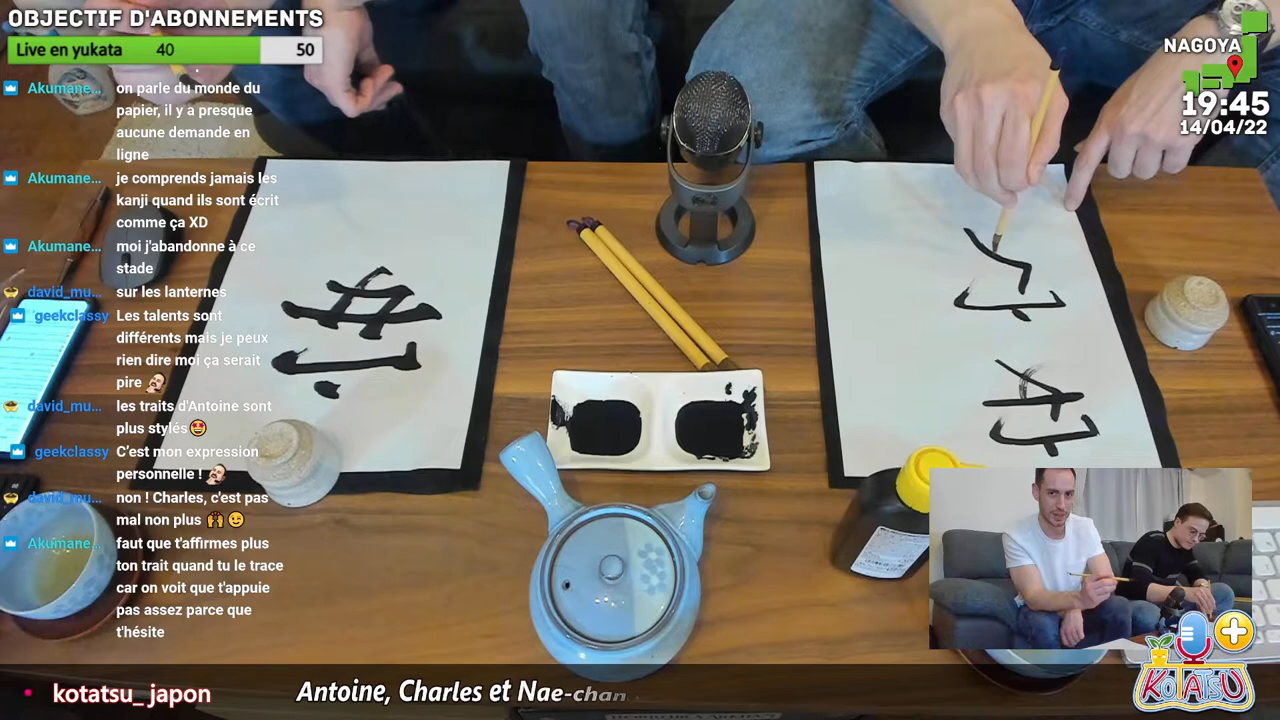 OBJECTIF D'ABONNEMENTS
Live en yukata 40 50
Akumane... on parle du monde du
papier, il y a presque
aucune demande en
ligne
Akumane... je comprends jamais les
kanji quand ils sont écrit
comme ça XD
Akumane... moi j'abandonne à ce
stade
david_mu... sur les lanternes
geekclassy Les talents sont
différents mais je peux
rien dire moi ça serait
pire
david_mu... les traits d'Antoine sont
plus stylés
geekclassy C'est mon expression
personnelle !
david_mu... non ! Charles, c'est pas
mal non plus
Akumane... faut que t'affirmes plus
ton trait quand tu le trace
car on voit que t'appuie
pas assez parce que
t'hésite
NAGOYA
19:45
14/04/22
kotatsu_japon
Antoine, Charles et Nae-chan
KOTATSU